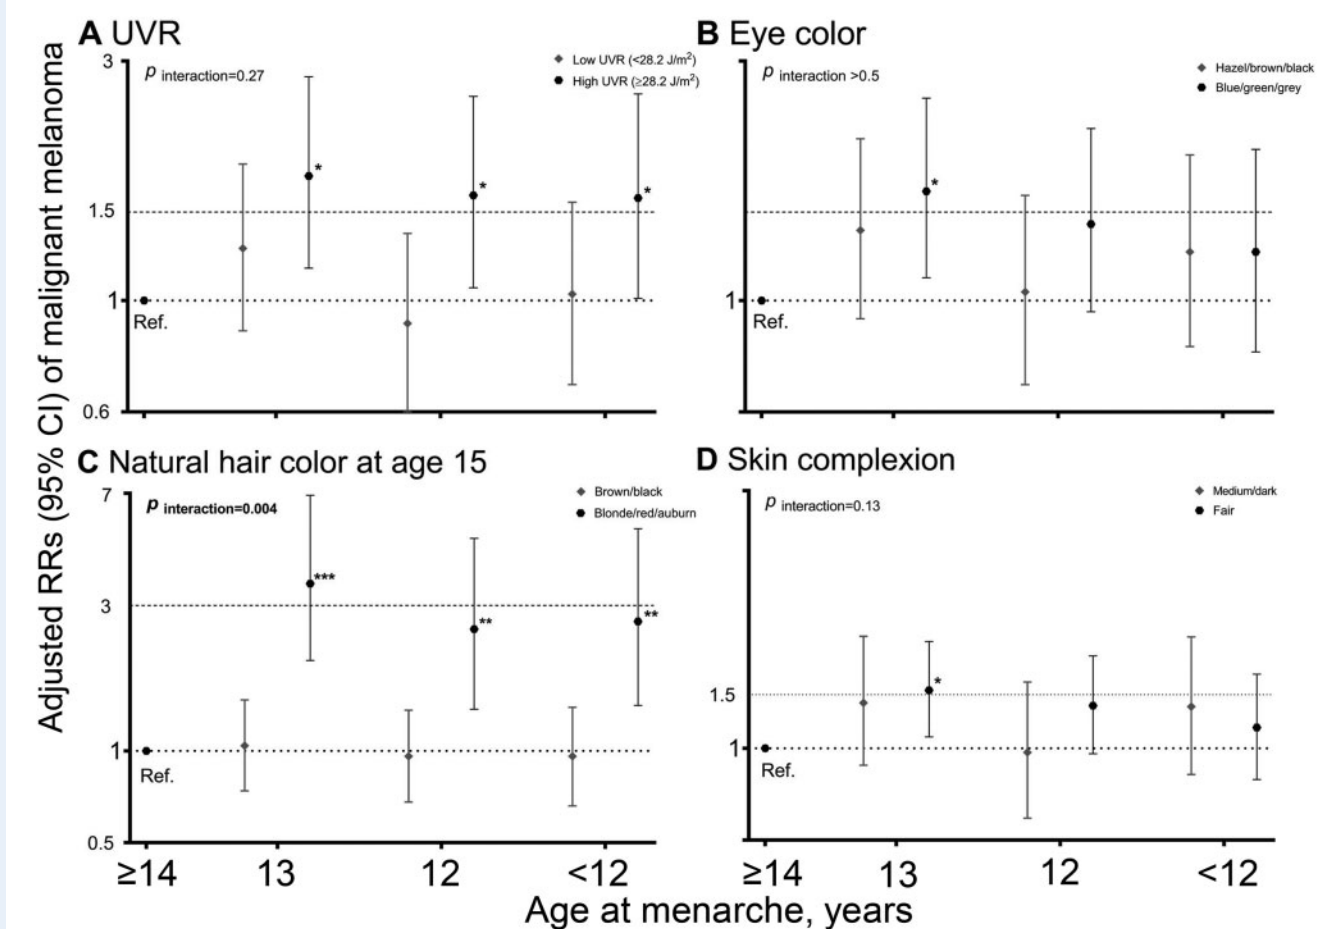 Adjusted RRs (95% CI) of malignant melanoma
A UVR
p interaction=0.27
Low UVR (<28.2 J/m²)
High UVR (≥28.2 J/m²)
3
1.5
1
0.6
Ref.
*
*
*
B Eye color
p interaction >0.5
Hazel/brown/black
Blue/green/grey
1
Ref.
*
C Natural hair color at age 15
p interaction=0.004
Brown/black
Blonde/red/auburn
7
3
1
0.5
Ref.
***
**
**
≥14 13 12 <12
D Skin complexion
p interaction=0.13
Medium/dark
Fair
1.5
1
Ref.
*
≥14 13 12 <12
Age at menarche, years